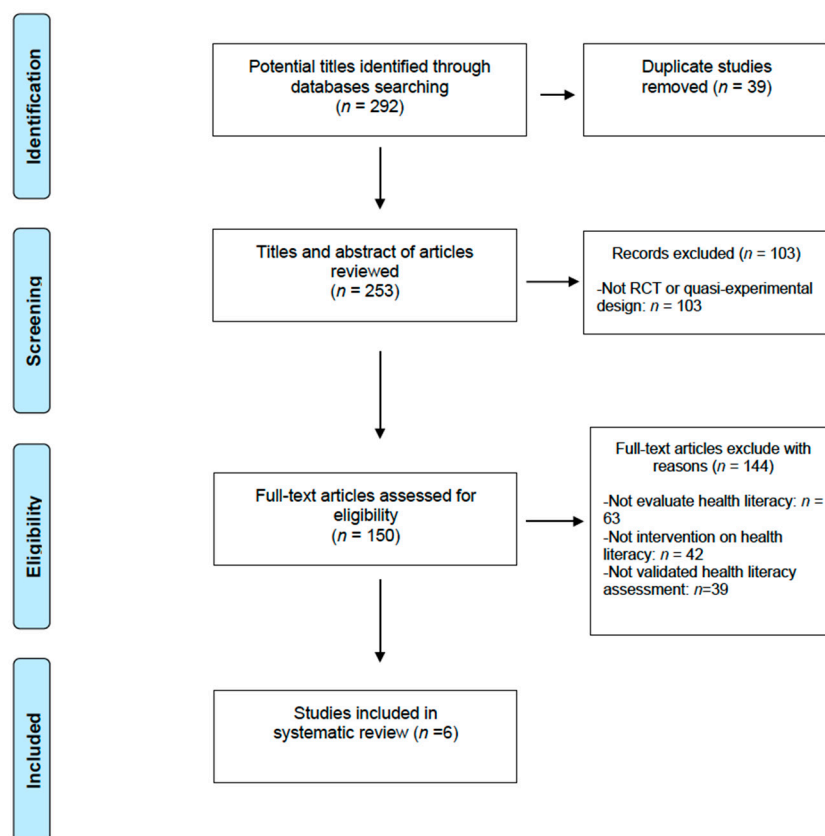 Identification
Potential titles identified through
databases searching
(n = 292)
Duplicate studies
removed (n = 39)
Screening
Titles and abstract of articles
reviewed
(n = 253)
Records excluded (n = 103)
-Not RCT or quasi-experimental
design: n = 103
Eligibility
Full-text articles assessed for
eligibility
(n = 150)
Full-text articles exclude with
reasons (n = 144)
-Not evaluate health literacy: n =
63
-Not intervention on health
literacy: n = 42
-Not validated health literacy
assessment: n=39
Included
Studies included in
systematic review (n =6)